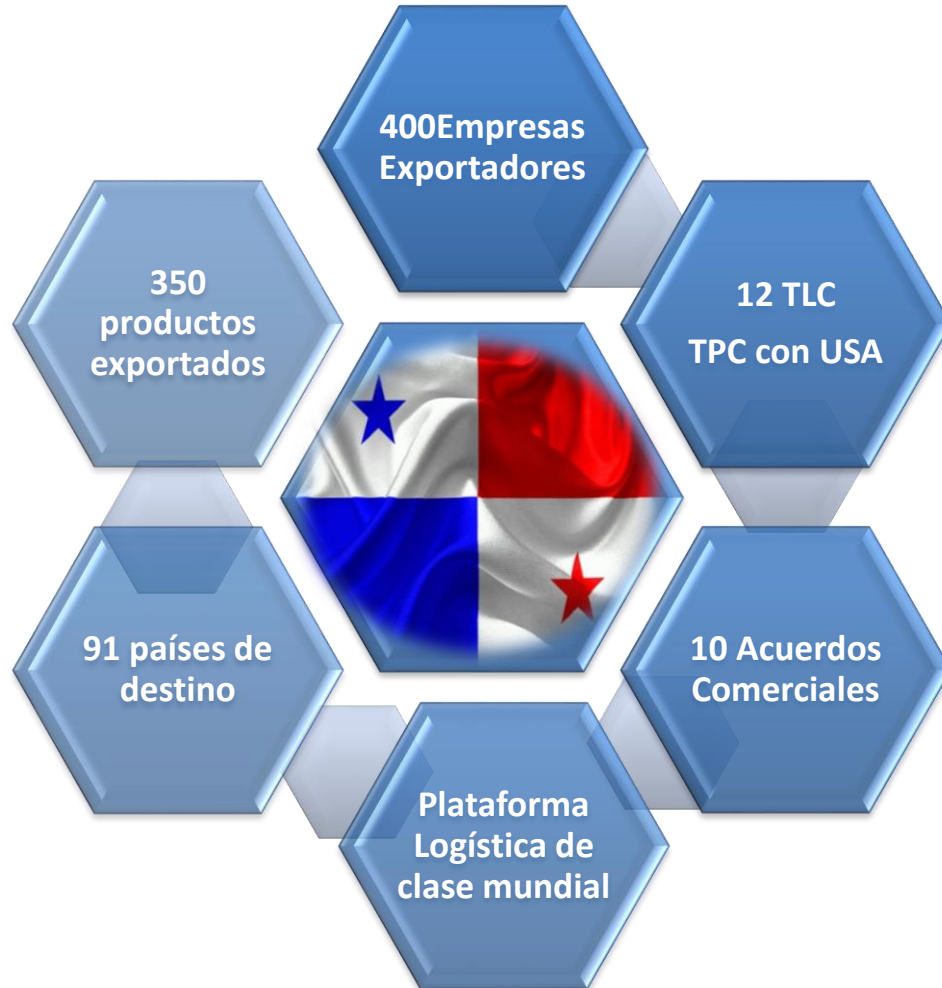 400Empresas
Exportadores
12 TLC
TPC con USA
10 Acuerdos
Comerciales
Plataforma
Logística de
clase mundial
91 países de
destino
350
productos
exportados